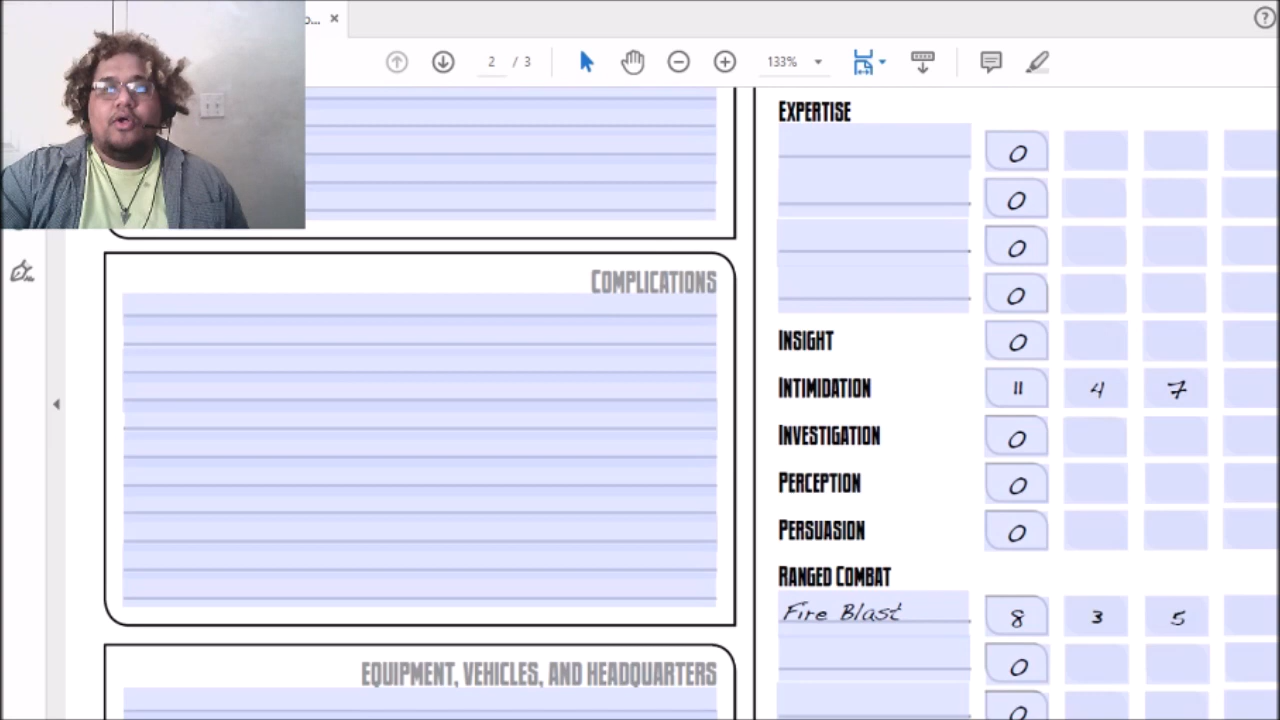 o...
2 / 3
133%
EXPERTISE
0
0
0
0
COMPLICATIONS
INSIGHT 0
INTIMIDATION 11 4 7
INVESTIGATION 0
PERCEPTION 0
PERSUASION 0
RANGED COMBAT
Fire Blast 8 3 5
0
0
EQUIPMENT, VEHICLES, AND HEADQUARTERS